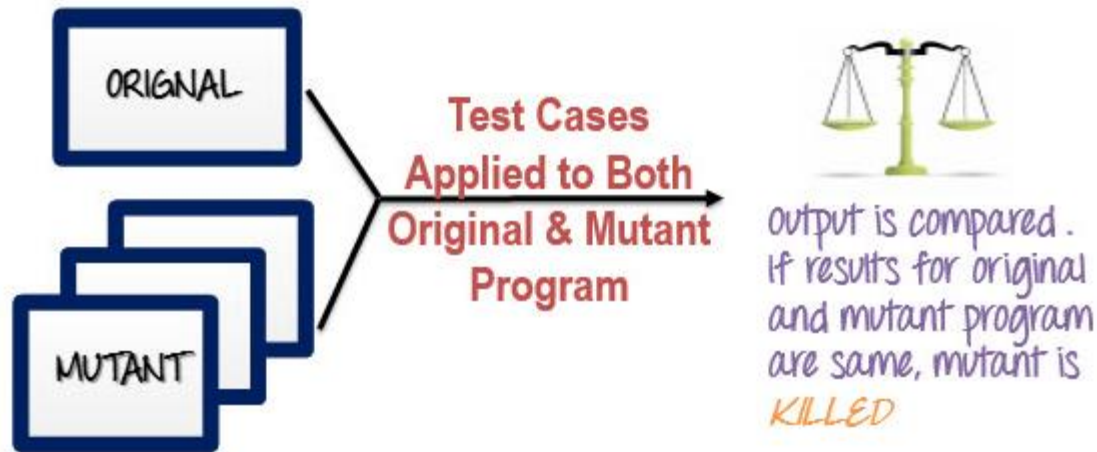 ORIGNAL
MUTANT
Test Cases
Applied to Both
Original & Mutant
Program
output is compared.
If results for original
and mutant program
are same, mutant is
KILLED